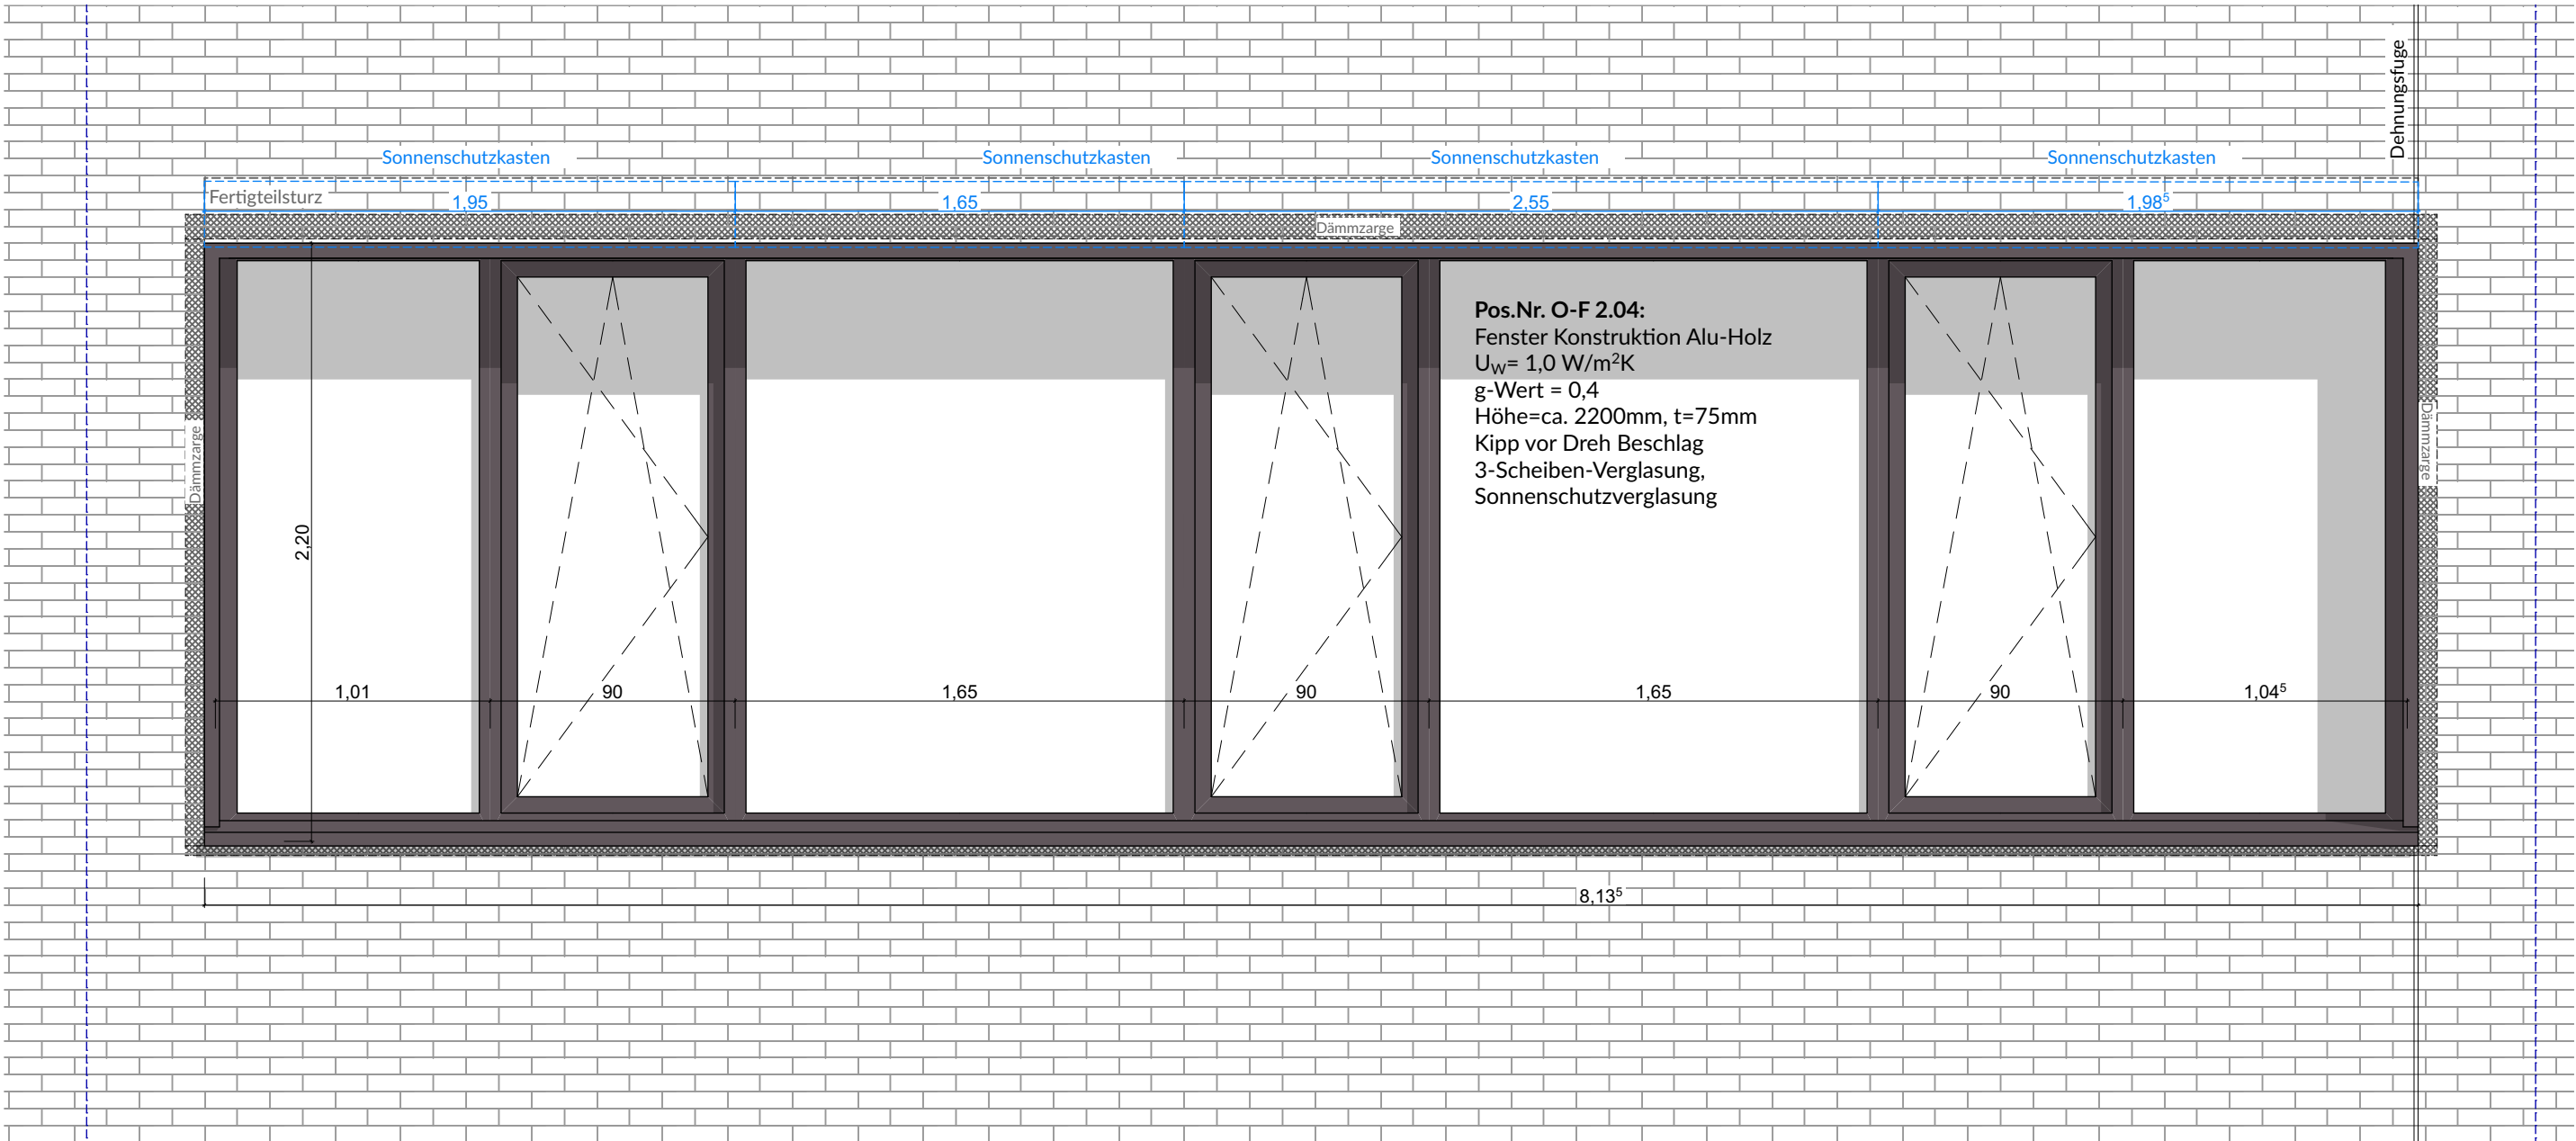 Dehnungsfuge
Sonnenschutzkasten Sonnenschutzkasten Sonnenschutzkasten Sonnenschutzkasten
Fertigteilsturz 1,95 1,65 2,55 1,98⁵
Dämmzarge
Pos.Nr. O-F 2.04:
Fenster Konstruktion Alu-Holz
UW= 1,0 W/m²K
g-Wert = 0,4
Höhe=ca. 2200mm, t=75mm
Kipp vor Dreh Beschlag
3-Scheiben-Verglasung,
Sonnenschutzverglasung
Dämmzarge
Dämmzarge
2,20
1,01 90 1,65 90 1,65 90 1,04⁵
8,13⁵